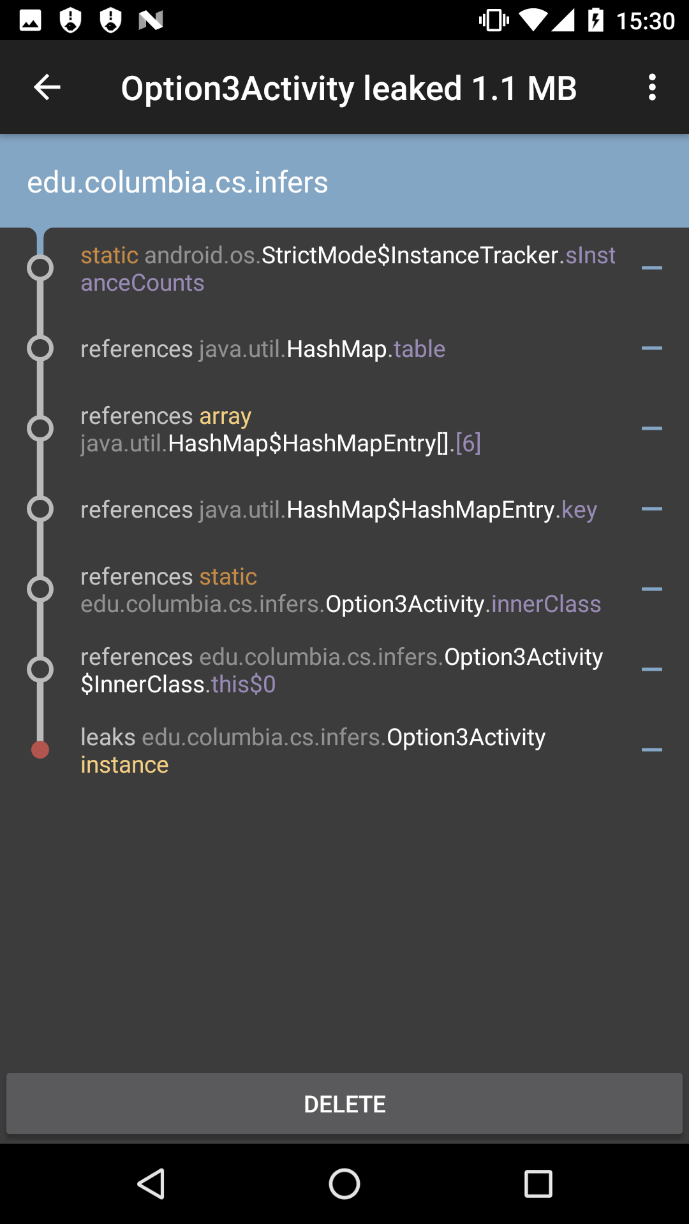 15:30
Option3Activity leaked 1.1 MB
edu.columbia.cs.infers
static android.os.StrictMode$InstanceTracker.sInst
anceCounts
references java.util.HashMap.table
references array
java.util.HashMap$HashMapEntry[].[6]
references java.util.HashMap$HashMapEntry.key
references static
edu.columbia.cs.infers.Option3Activity.innerClass
references edu.columbia.cs.infers.Option3Activity
$InnerClass.this$0
leaks edu.columbia.cs.infers.Option3Activity
instance
DELETE